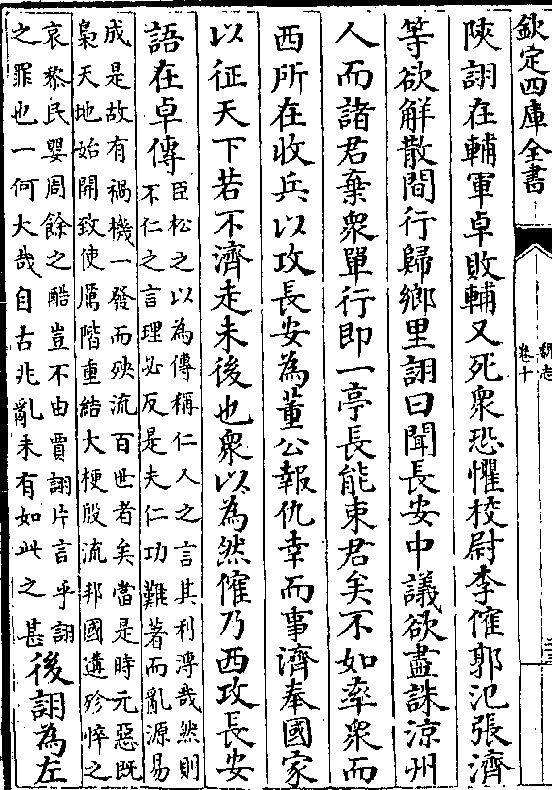 欽定四庫全書
魏志
卷十
陜詡在輔軍卓敗輔又死衆恐懼校尉李傕郭汜張濟
等欲解散間行歸鄉里詡曰聞長安中議欲盡誅涼州
人而諸君棄衆單行即一亭長能束君矣不如率衆而
西所在收兵以攻長安為董公報仇幸而事濟奉國家
以征天下若不濟走未後也衆以為然傕乃西攻長安
語在卓傳臣松之以為傳稱仁人之言其利溥哉然則
不仁之言理必反是夫仁功難著而亂源易
成是故有禍機一發而殃流百世者矣當是時元惡既
梟天地始開致使厲階重結大梗殷流邦國遘殄悴之
哀黎民嬰周餘之酷豈不由賈詡片言乎詡
之罪也一何大哉自古兆亂未有如此之甚後詡為左